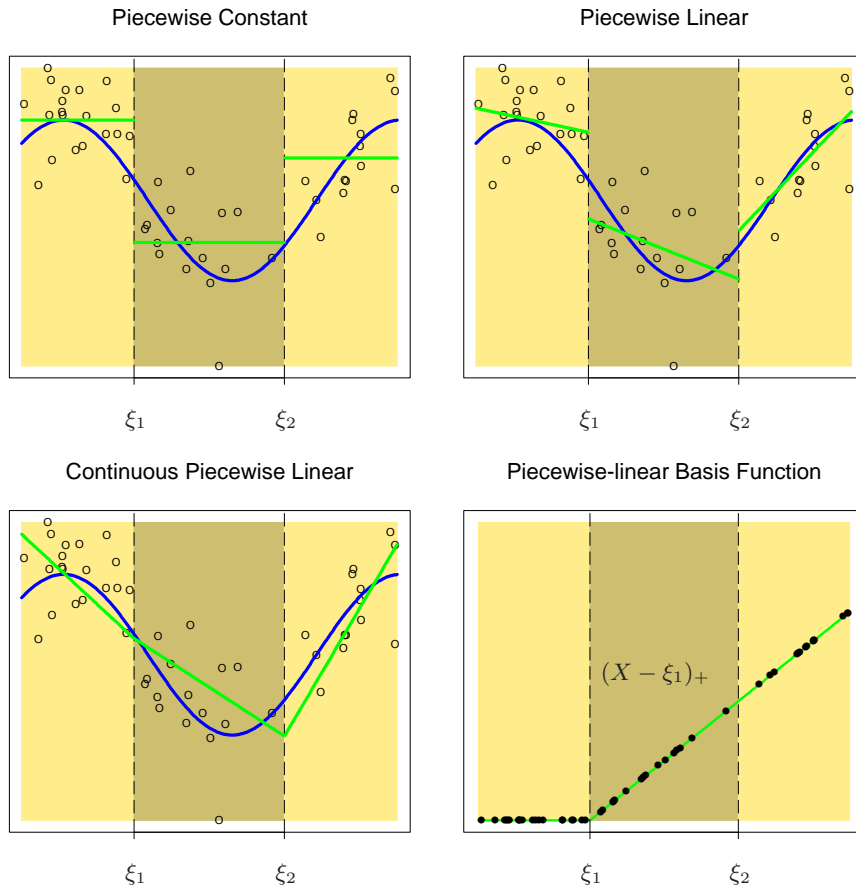 Piecewise Constant
Piecewise Linear
ξ₁ ξ₂
ξ₁ ξ₂
Continuous Piecewise Linear
Piecewise-linear Basis Function
(X − ξ₁)₊
ξ₁ ξ₂
ξ₁ ξ₂